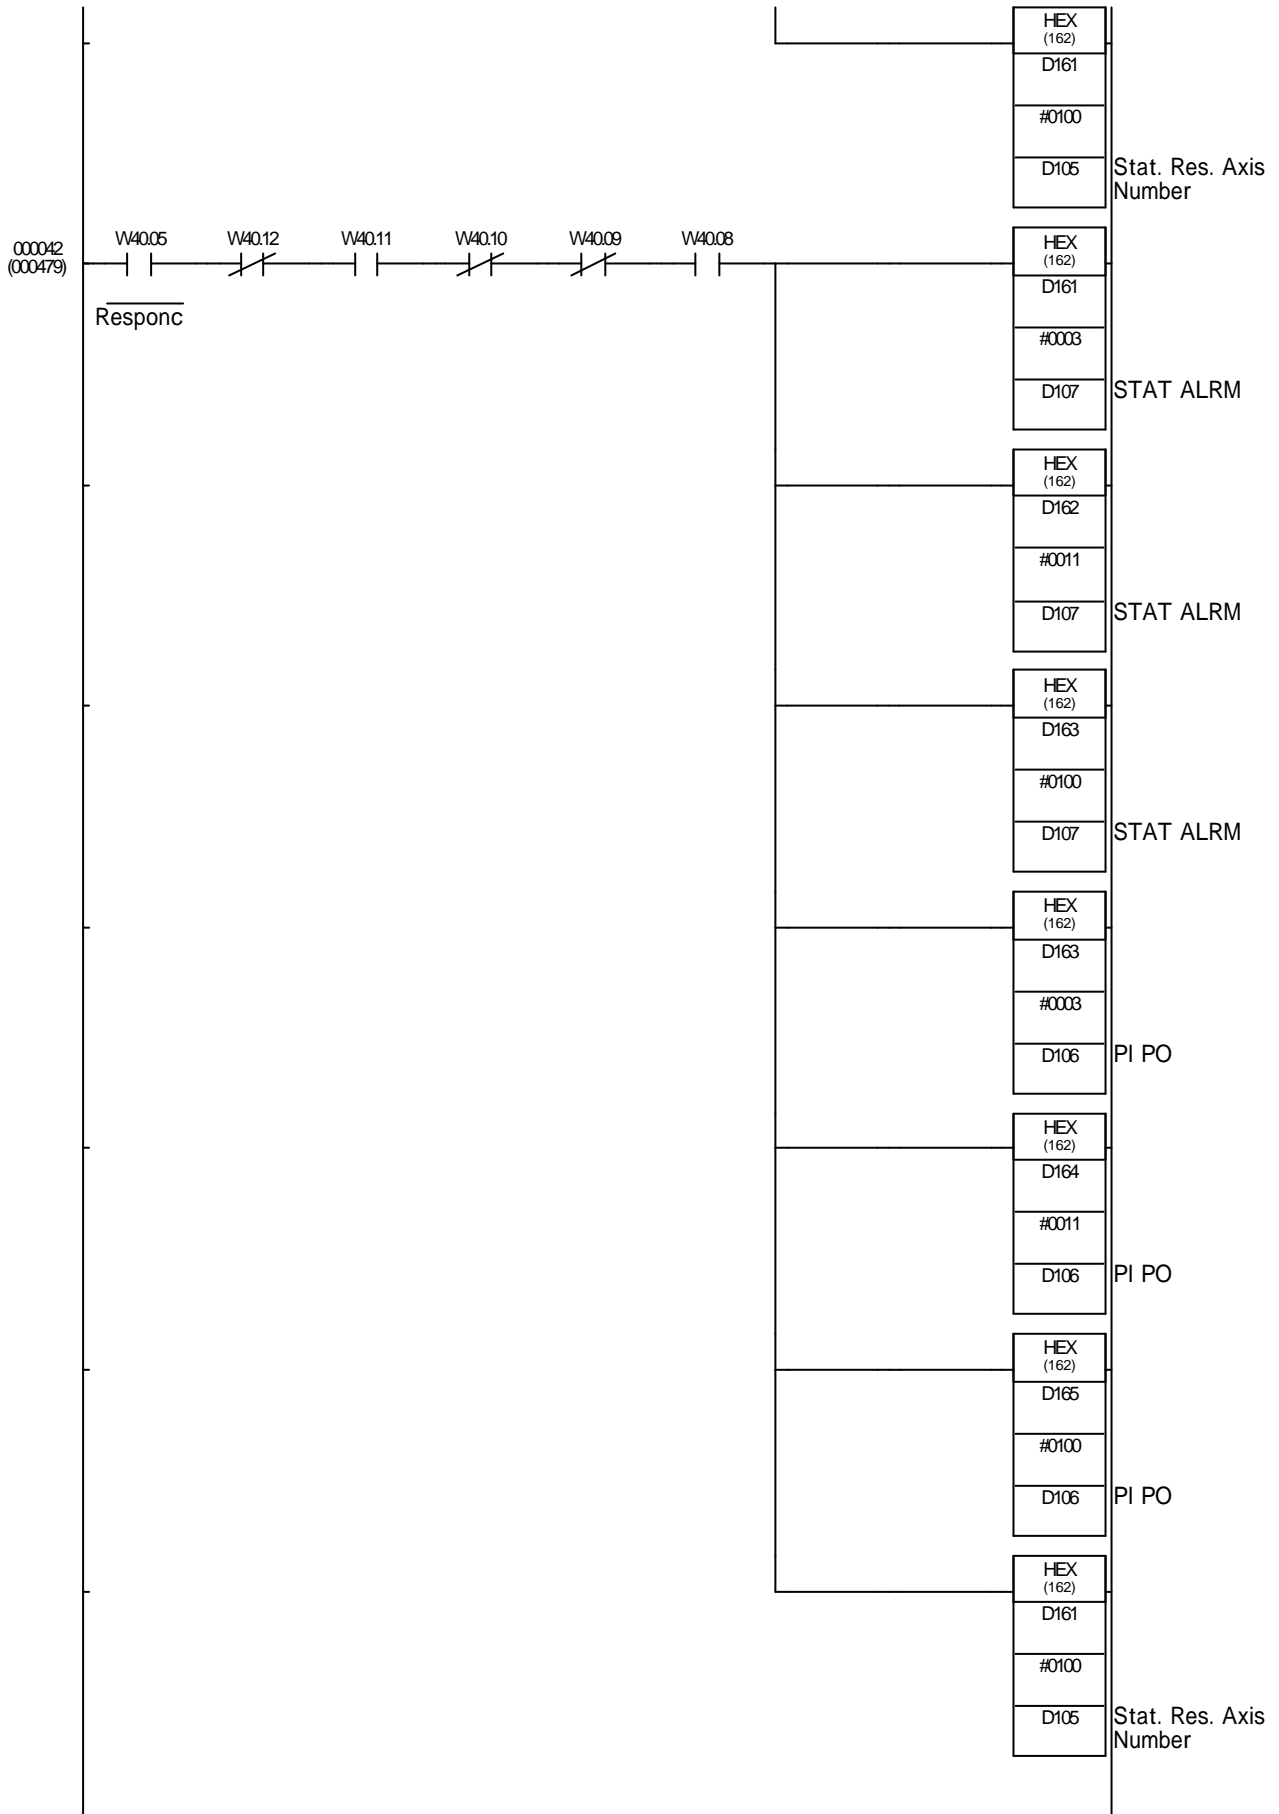 HEX
(162)
D161
#0100
D105 Stat. Res. Axis
Number
000042
(000479)
W40.05 W40.12 W40.11 W40.10 W40.09 W40.08
Responc
HEX
(162)
D161
#0003
D107 STAT ALRM
HEX
(162)
D162
#0011
D107 STAT ALRM
HEX
(162)
D163
#0100
D107 STAT ALRM
HEX
(162)
D163
#0003
D106 PI PO
HEX
(162)
D164
#0011
D106 PI PO
HEX
(162)
D165
#0100
D106 PI PO
HEX
(162)
D161
#0100
D105 Stat. Res. Axis
Number